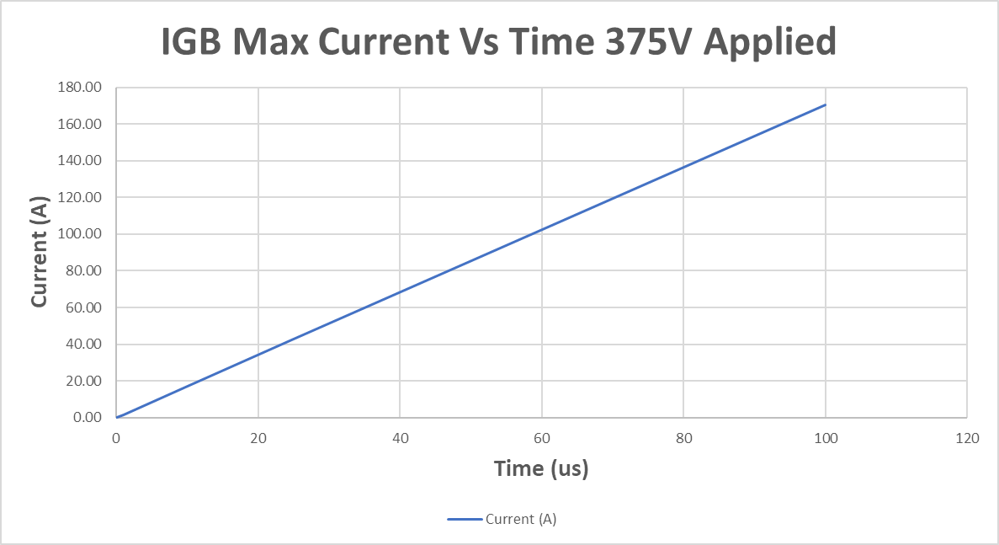 IGB Max Current Vs Time 375V Applied
180.00
160.00
140.00
120.00
100.00
80.00
60.00
40.00
20.00
0.00
Current (A)
0 20 40 60 80 100 120
Time (us)
Current (A)